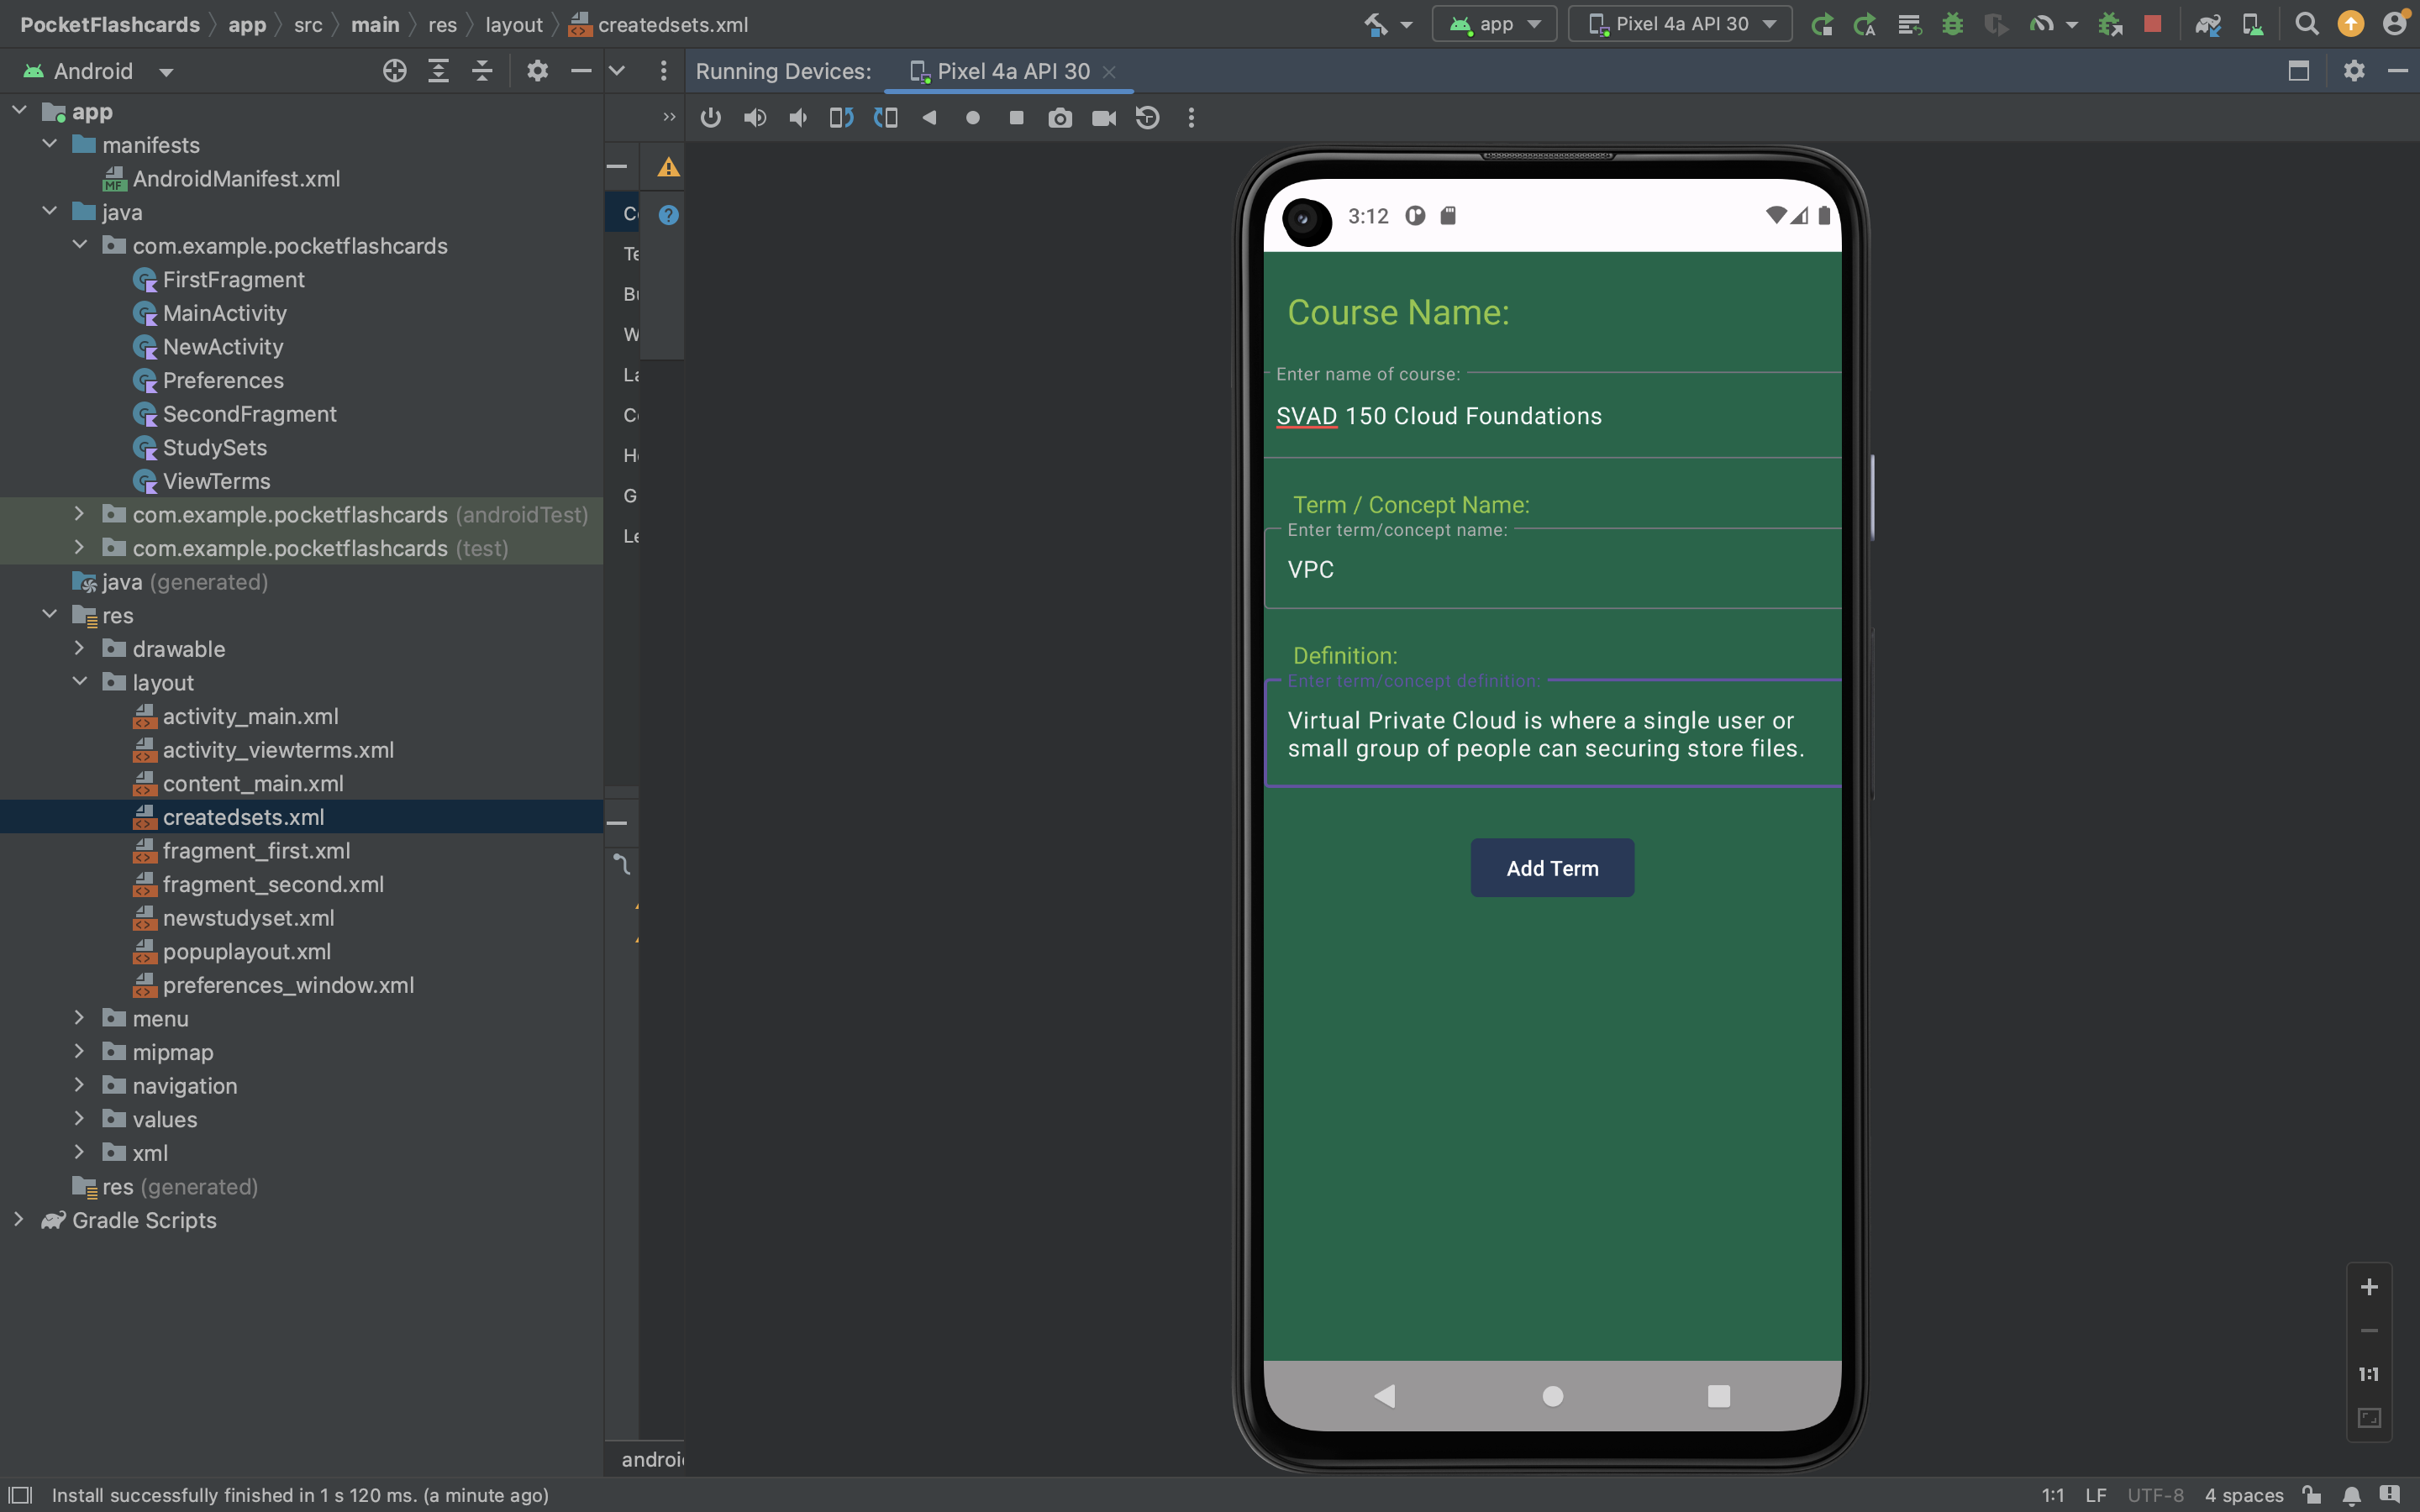 PocketFlashcards app src main res layout createdsets.xml
app
Pixel 4a API 30
Android
Running Devices: Pixel 4a API 30
app
manifests
MF
AndroidManifest.xml
java
com.example.pocketflashcards
FirstFragment
MainActivity
NewActivity
Preferences
SecondFragment
StudySets
ViewTerms
com.example.pocketflashcards (androidTest)
com.example.pocketflashcards (test)
java (generated)
res
drawable
layout
activity_main.xml
activity_viewterms.xml
content_main.xml
createdsets.xml
fragment_first.xml
fragment_second.xml
newstudyset.xml
popuplayout.xml
preferences_window.xml
menu
mipmap
navigation
values
xml
res (generated)
Gradle Scripts
3:12
Course Name:
Enter name of course:
SVAD 150 Cloud Foundations
Term / Concept Name:
Enter term/concept name:
VPC
Definition:
Enter term/concept definition:
Virtual Private Cloud is where a single user or
small group of people can securing store files.
Add Term
1:1
Install successfully finished in 1 s 120 ms. (a minute ago)
1:1 LF UTF-8 4 spaces